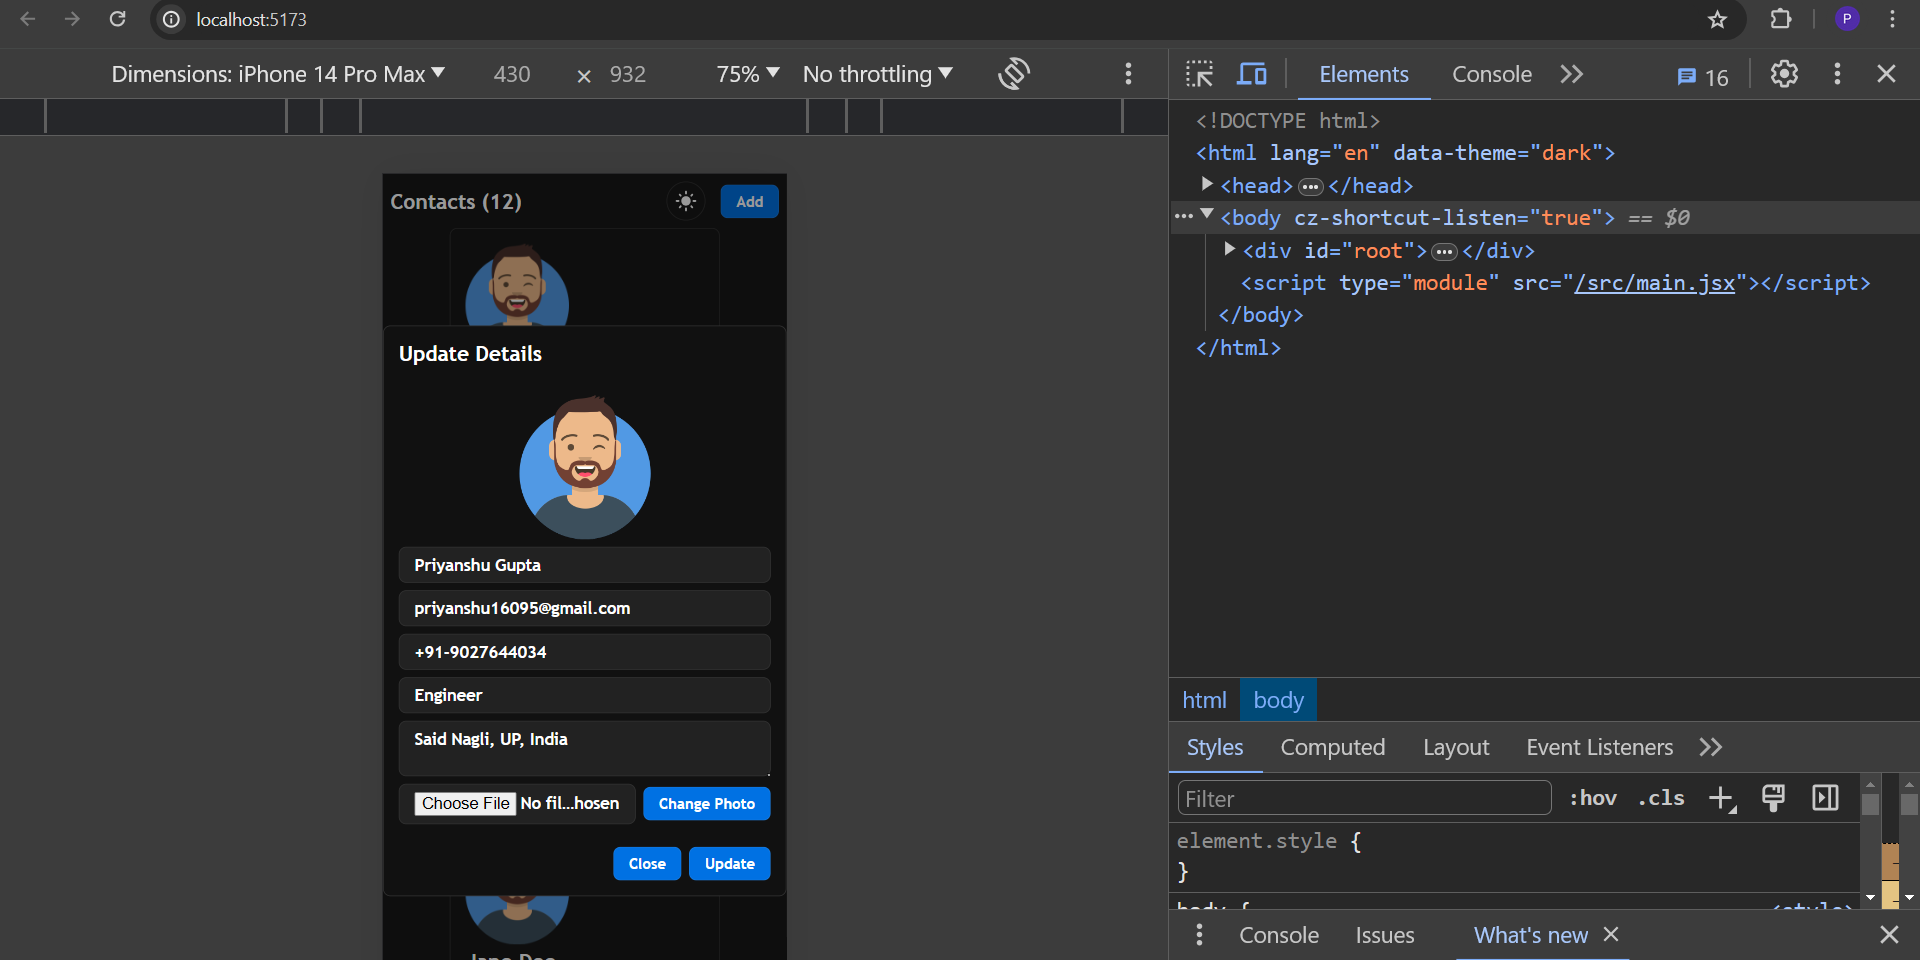 localhost:5173
P
Dimensions: iPhone 14 Pro Max 430 × 932 75% No throttling
Elements Console 16
<!DOCTYPE html>
<html lang="en" data-theme="dark">
<head> ••• </head>
••• <body cz-shortcut-listen="true"> == $0
<div id="root"> ••• </div>
<script type="module" src="/src/main.jsx"></script>
</body>
</html>
Contacts (12) Add
Update Details
Priyanshu Gupta
priyanshu16095@gmail.com
+91-9027644034
Engineer
Said Nagli, UP, India
Choose File No fil...hosen Change Photo
Close Update
Jane Doe
html body
Styles Computed Layout Event Listeners
Filter :hov .cls
element.style {
}
body { <style>
Console Issues What's new